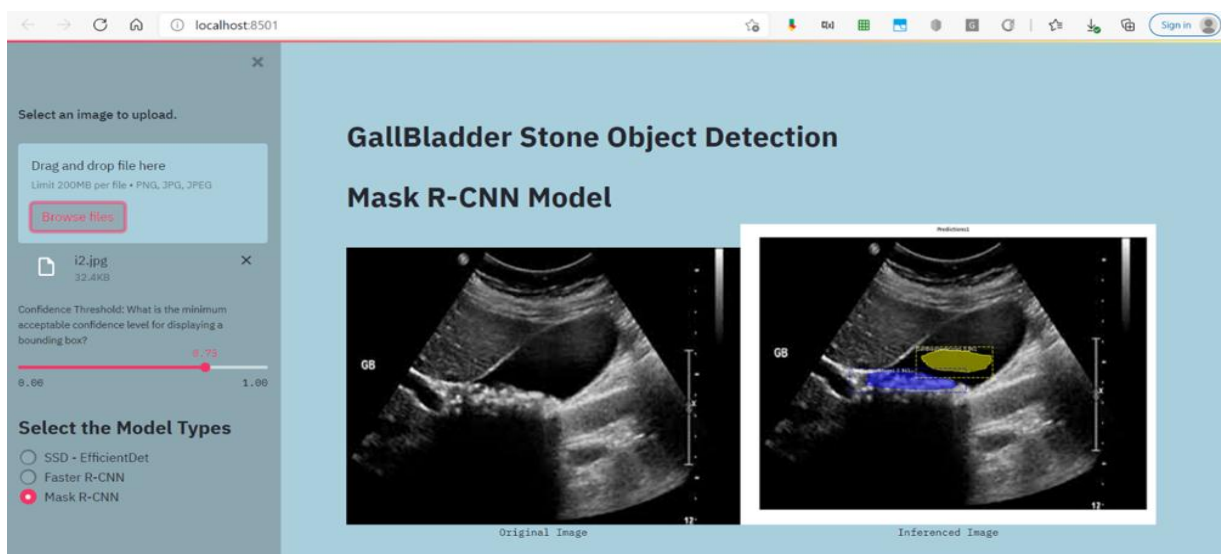 localhost:8501
Sign in
Select an image to upload.
Drag and drop file here
Limit 200MB per file • PNG, JPG, JPEG
Browse files
i2.jpg
32.4KB
Confidence Threshold: What is the minimum
acceptable confidence level for displaying a
bounding box?
0.75
0.00 1.00
Select the Model Types
SSD - EfficientDet
Faster R-CNN
Mask R-CNN
GallBladder Stone Object Detection
Mask R-CNN Model
GB
12
Original Image
Predictions1
GB
12
Inferenced Image